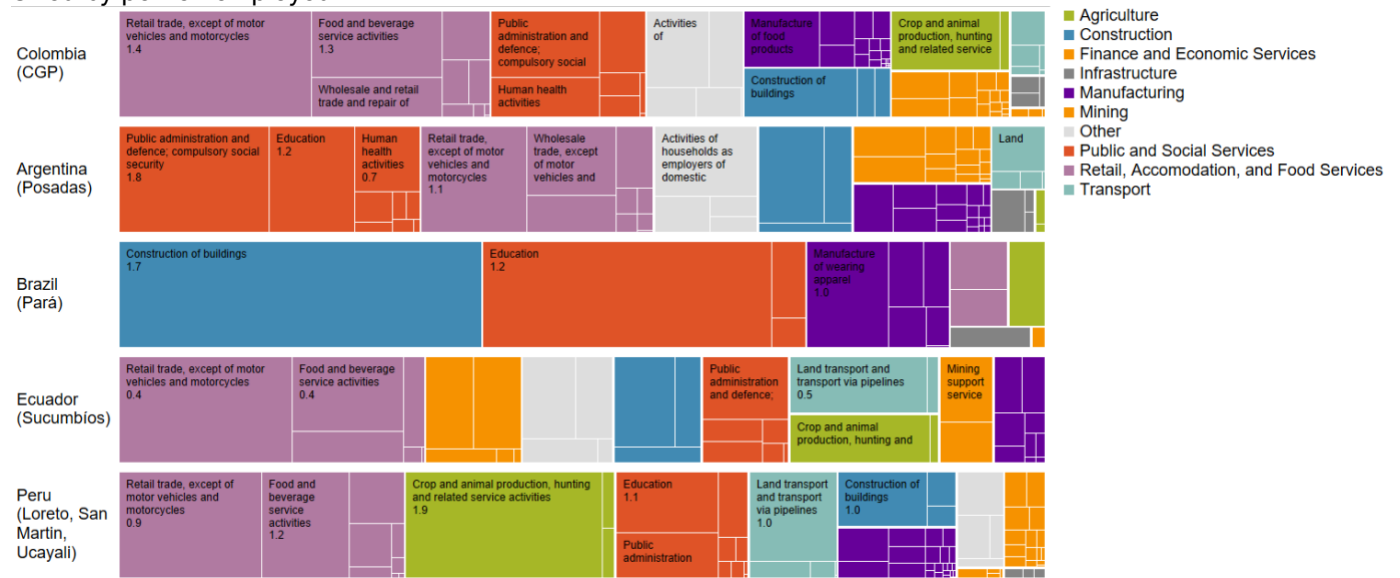 Colombia
(CGP)
Retail trade, except of motor
vehicles and motorcycles
1.4
Food and beverage
service activities
1.3
Wholesale and retail
trade and repair of
Public
administration and
defence;
compulsory social
Human health
activities
Activities
of
Manufacture
of food
products
Construction of
buildings
Crop and animal
production, hunting
and related service
Argentina
(Posadas)
Public administration and
defence; compulsory social
security
1.8
Education
1.2
Human
health
activities
0.7
Retail trade,
except of motor
vehicles and
motorcycles
1.1
Wholesale
trade, except
of motor
vehicles and
Activities of
households as
employers of
domestic
Land
Brazil
(Pará)
Construction of buildings
1.7
Education
1.2
Manufacture
of wearing
apparel
1.0
Ecuador
(Sucumbíos)
Retail trade, except of motor
vehicles and motorcycles
0.4
Food and beverage
service activities
0.4
Public
administration
and defence;
Land transport and
transport via pipelines
0.5
Crop and animal
production, hunting and
Mining
support
service
Peru
(Loreto, San
Martin,
Ucayali)
Retail trade, except of
motor vehicles and
motorcycles
0.9
Food and
beverage
service
activities
1.2
Crop and animal production, hunting
and related service activities
1.9
Education
1.1
Public
administration
Land transport
and transport
via pipelines
1.0
Construction of
buildings
1.0
Agriculture
Construction
Finance and Economic Services
Infrastructure
Manufacturing
Mining
Other
Public and Social Services
Retail, Accomodation, and Food Services
Transport